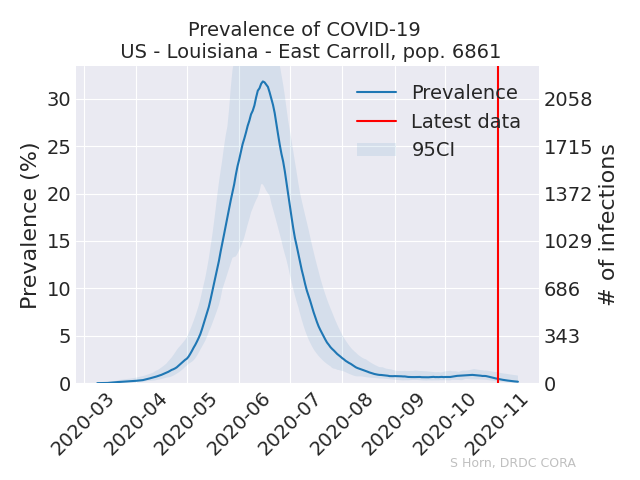 Prevalence of COVID-19
US - Louisiana - East Carroll, pop. 6861
Prevalence (%)
30
25
20
15
10
5
0
Prevalence
Latest data
95CI
2058
1715
1372
1029
686
343
0
# of infections
2020-03
2020-04
2020-05
2020-06
2020-07
2020-08
2020-09
2020-10
2020-11
S Horn, DRDC CORA